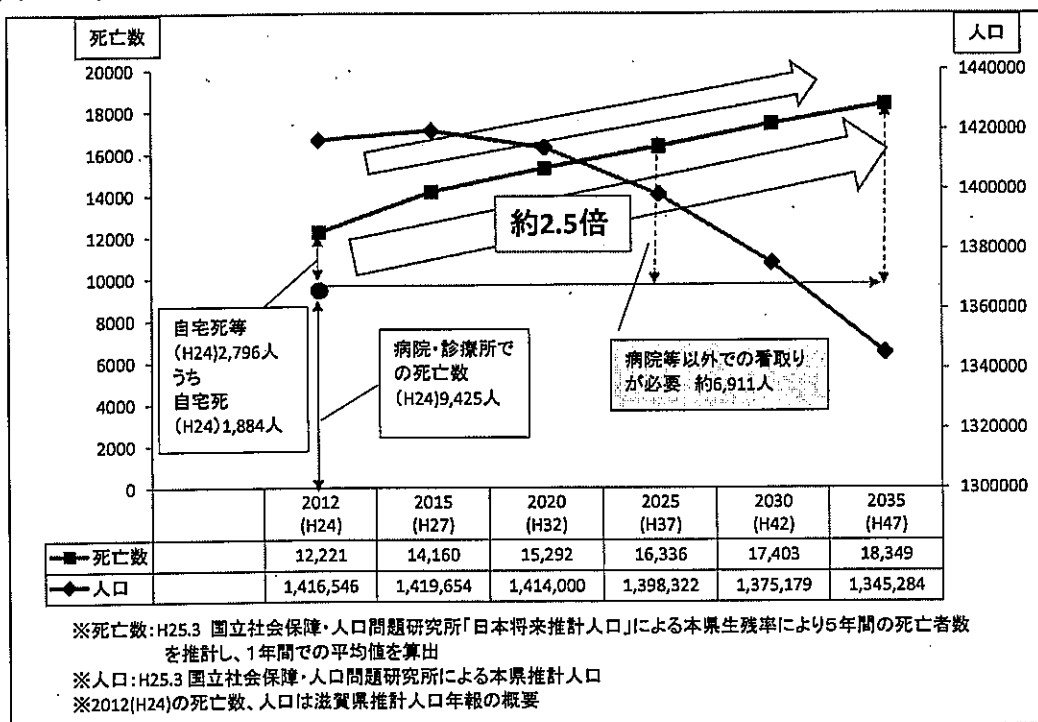 死亡数
人口
20000
18000
16000
14000
12000
10000
8000
6000
4000
2000
0
1440000
1420000
1400000
1380000
1360000
1340000
1320000
1300000
約2.5倍
自宅死等
(H24)2,796人
うち
自宅死
(H24)1,884人
病院・診療所で
の死亡数
(H24)9,425人
病院等以外での看取り
が必要 約6,911人
2012 2015 2020 2025 2030 2035
(H24) (H27) (H32) (H37) (H42) (H47)
死亡数 12,221 14,160 15,292 16,336 17,403 18,349
人口 1,416,546 1,419,654 1,414,000 1,398,322 1,375,179 1,345,284
※死亡数:H25.3 国立社会保障・人口問題研究所「日本将来推計人口」による本県生残率により5年間の死亡者数
を推計し、1年間での平均値を算出
※人口:H25.3 国立社会保障・人口問題研究所による本県推計人口
※2012(H24)の死亡数、人口は滋賀県推計人口年報の概要